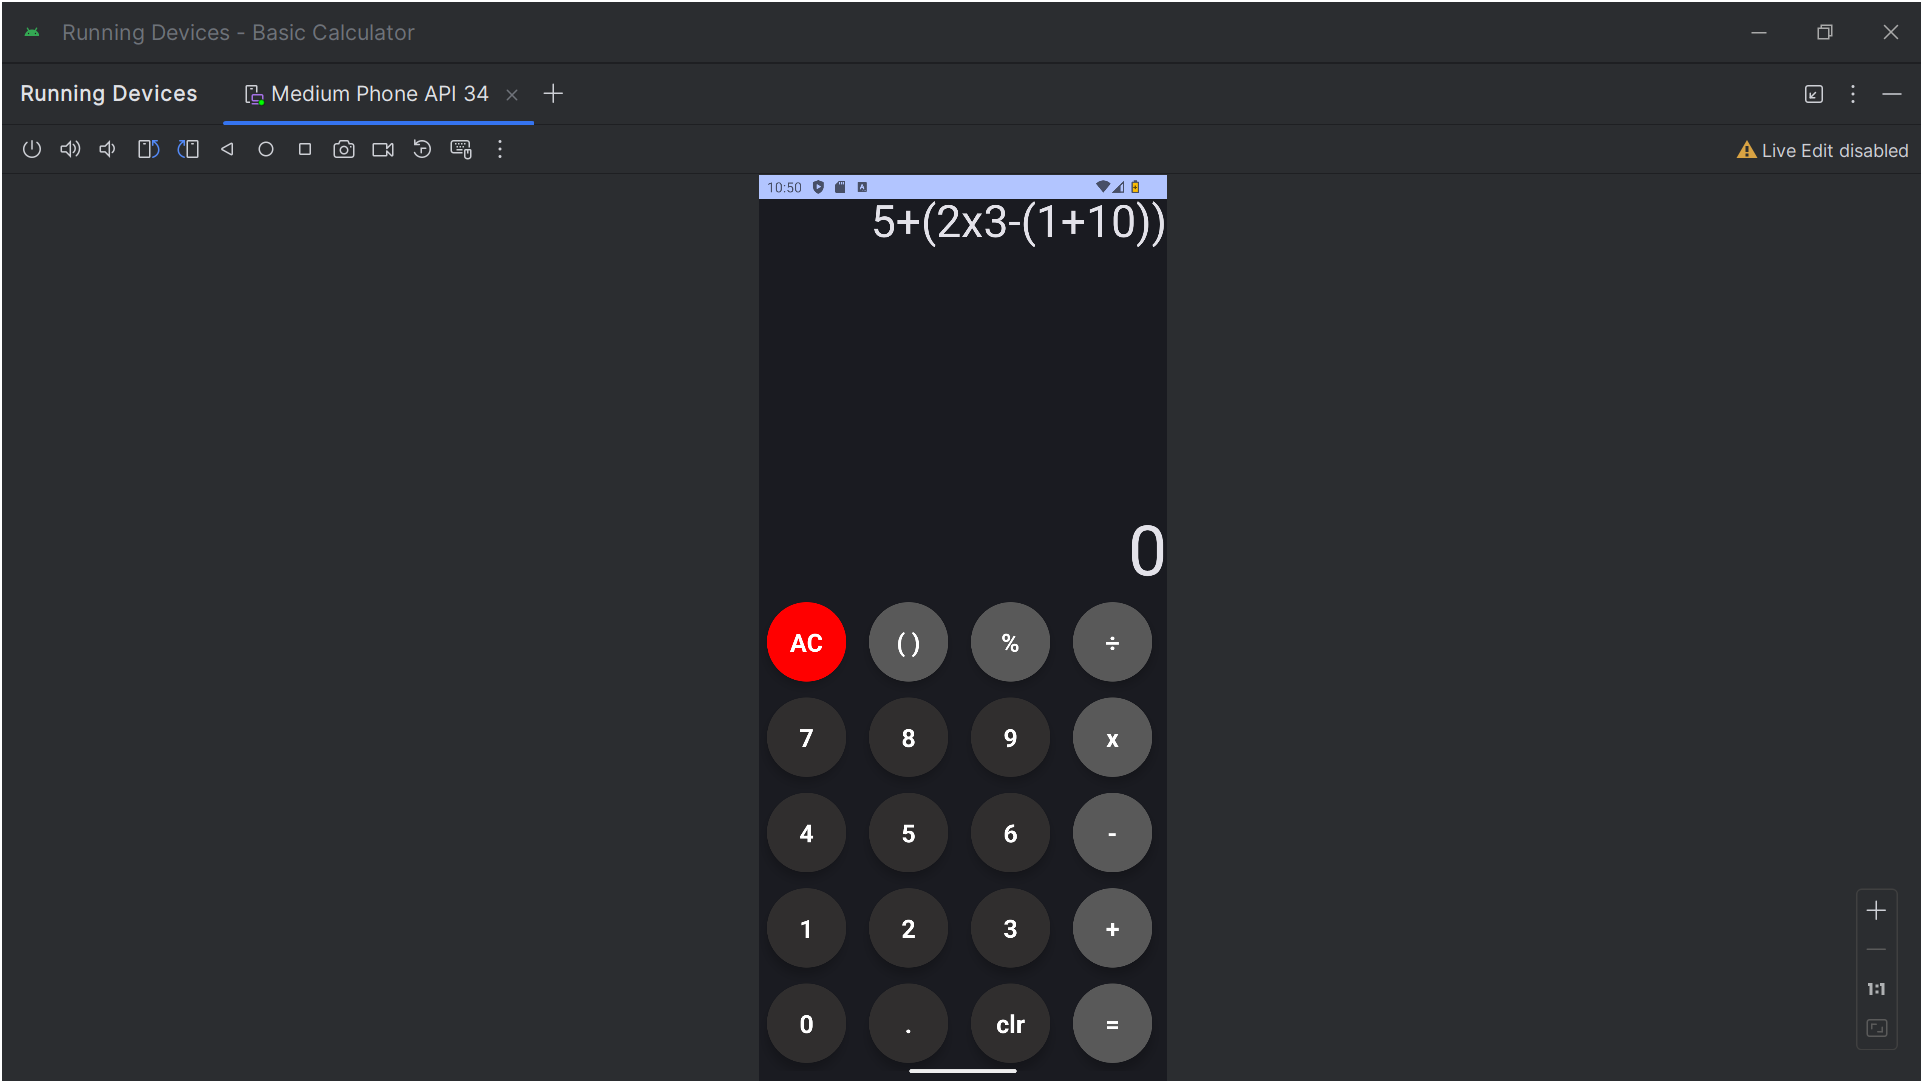 Running Devices - Basic Calculator
Running Devices
Medium Phone API 34
Live Edit disabled
10:50
A
5+(2x3-(1+10))
0
AC
( )
%
÷
7
8
9
x
4
5
6
-
1
2
3
+
0
.
clr
=
1:1